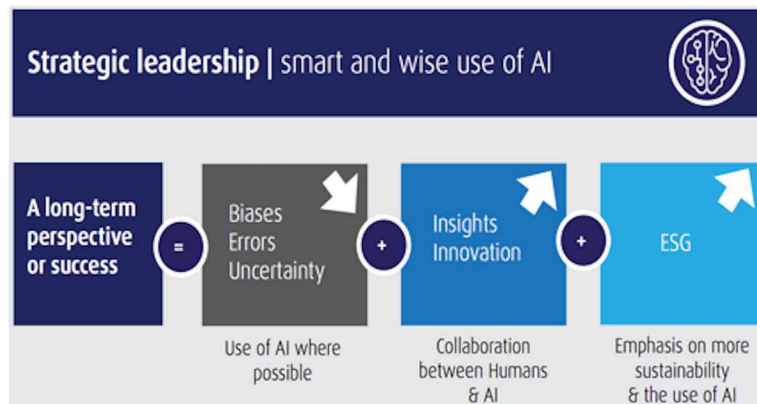 Strategic leadership | smart and wise use of AI
A long-term
perspective
or success
=
Biases
Errors
Uncertainty
+
Insights
Innovation
+
ESG
Use of AI where
possible
Collaboration
between Humans
& AI
Emphasis on more
sustainability
& the use of AI